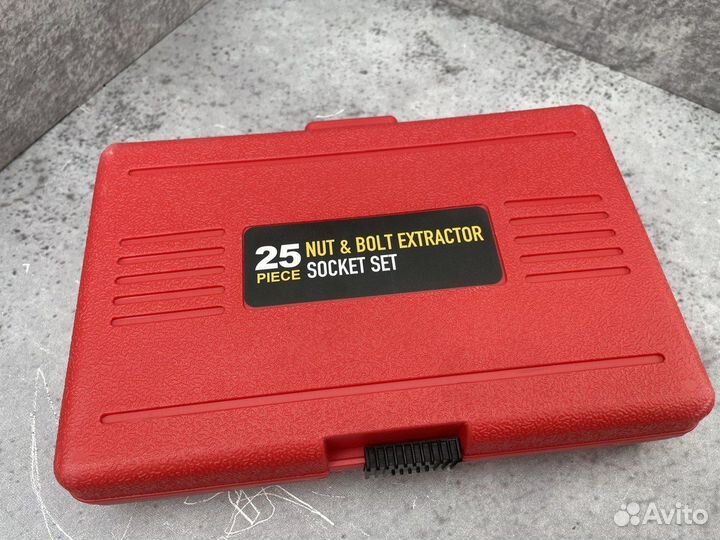 25 NUT & BOLT EXTRACTOR
PIECE SOCKET SET
Avito